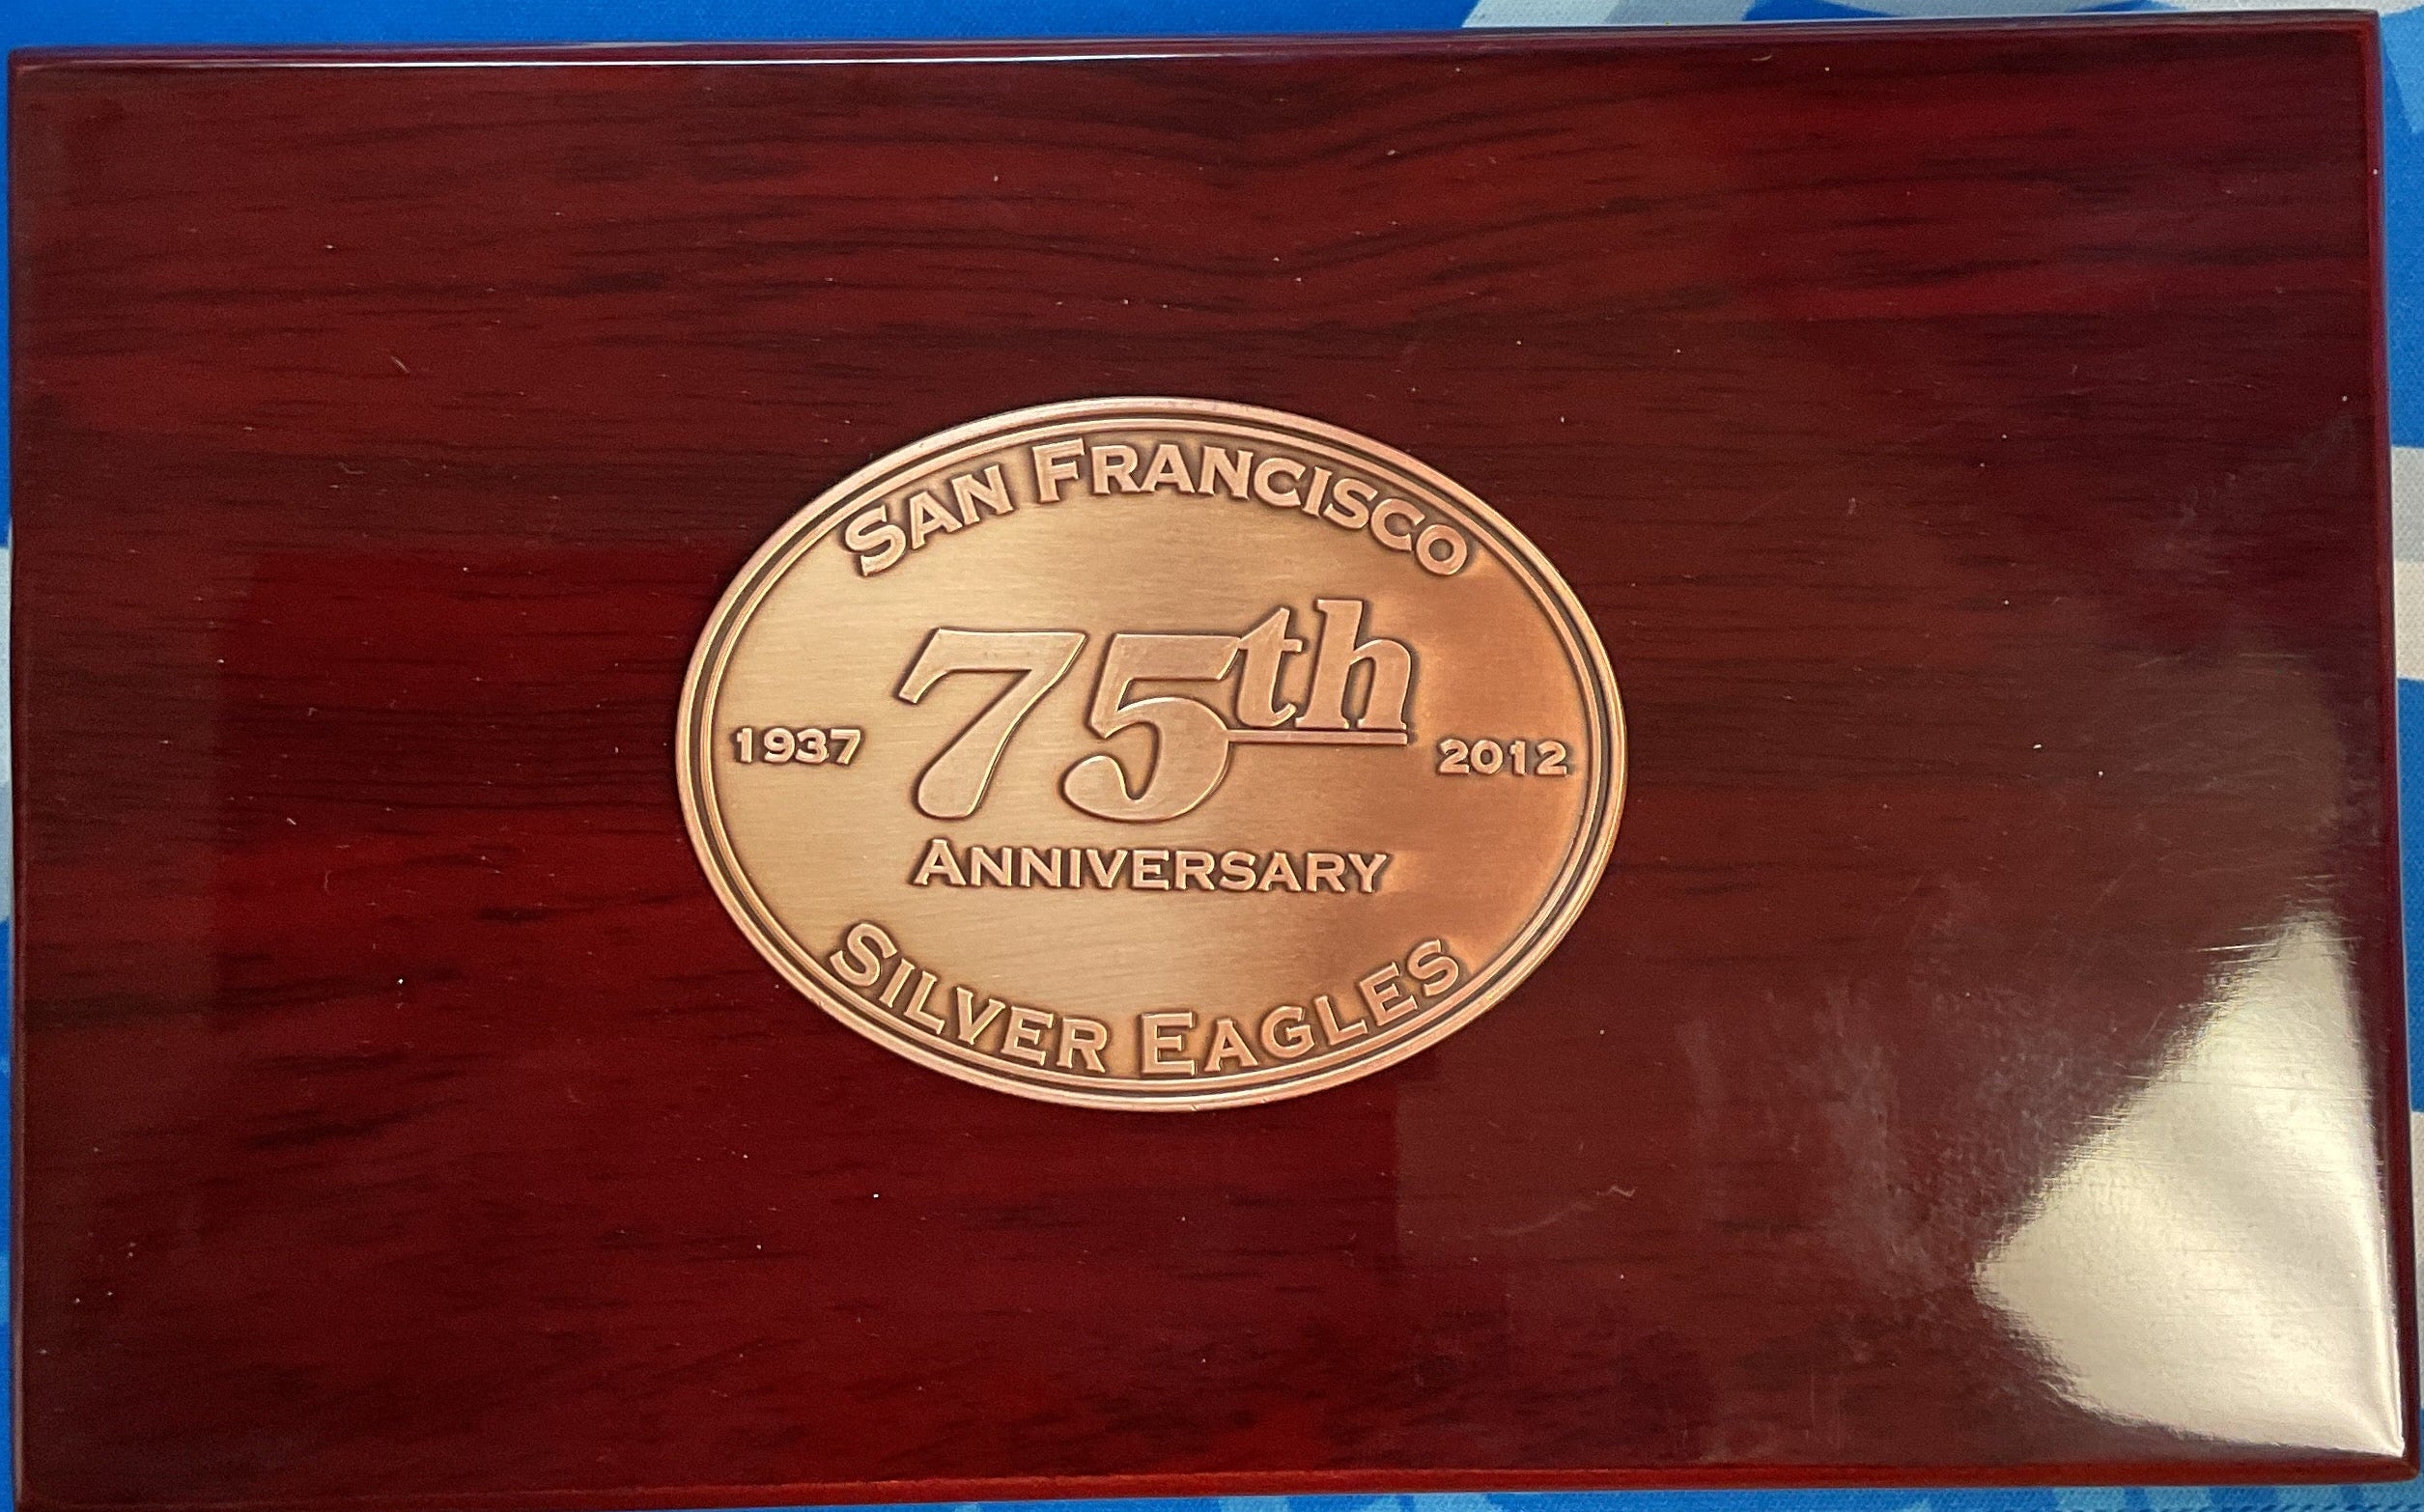 SAN FRANCISCO
75th
1937
2012
ANNIVERSARY
SILVER EAGLES